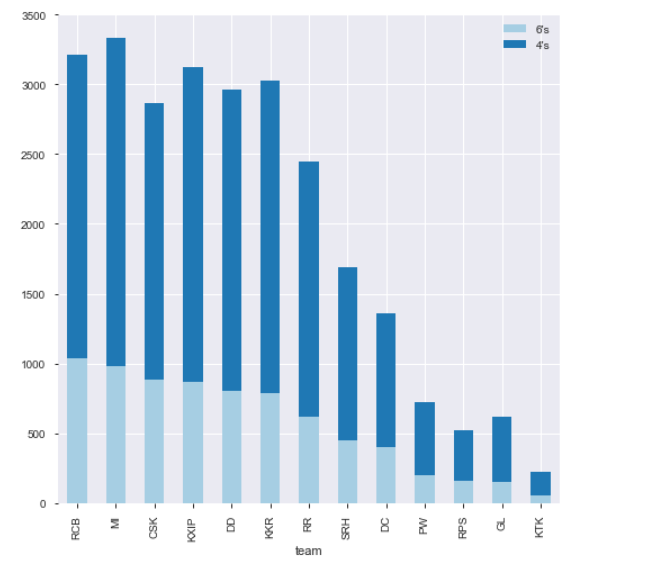 3500
3000
2500
2000
1500
1000
500
0
6's
4's
RCB
MI
CSK
KXIP
DD
KKR
RR
SRH
DC
PW
RPS
GL
KTK
team